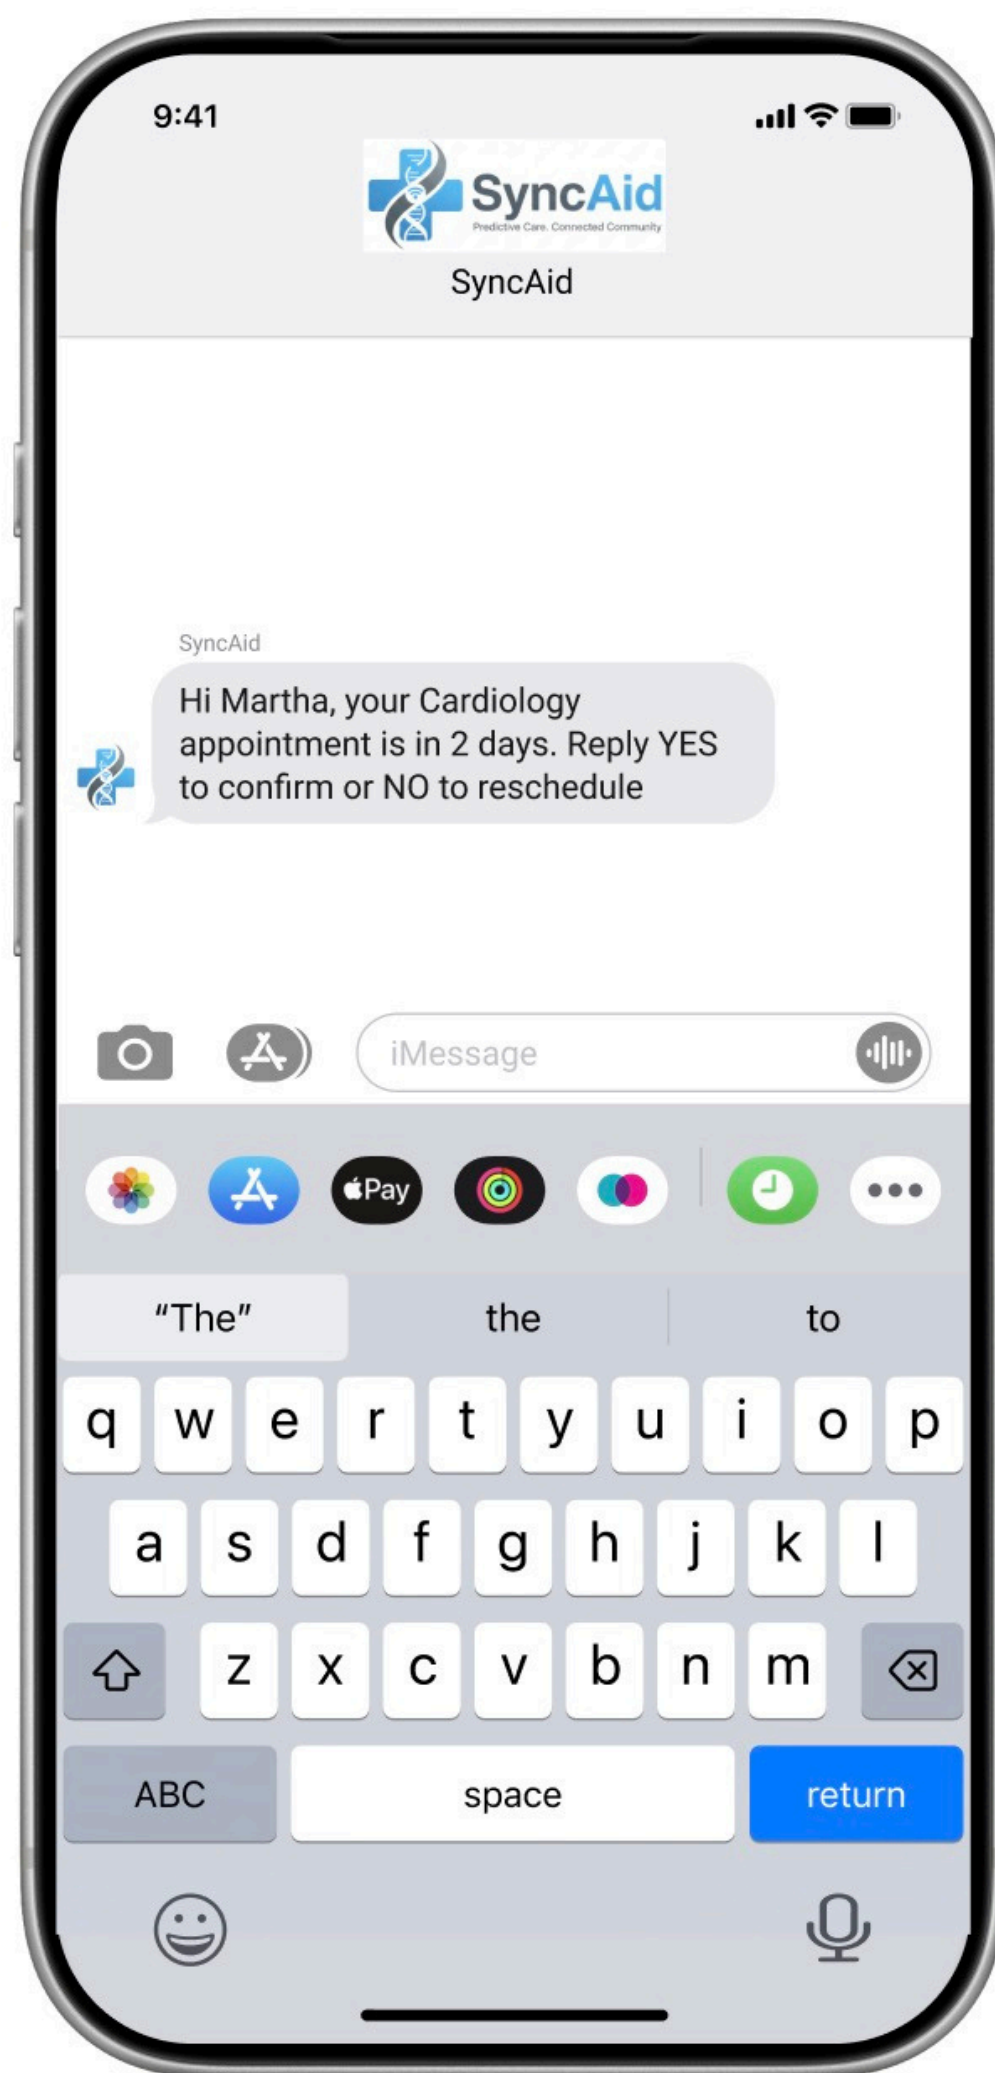 9:41
SyncAid
Predictive Care. Connected Community
SyncAid
SyncAid
Hi Martha, your Cardiology
appointment is in 2 days. Reply YES
to confirm or NO to reschedule
iMessage
Pay
“The” the to
q w e r t y u i o p
a s d f g h j k l
z x c v b n m
ABC space return